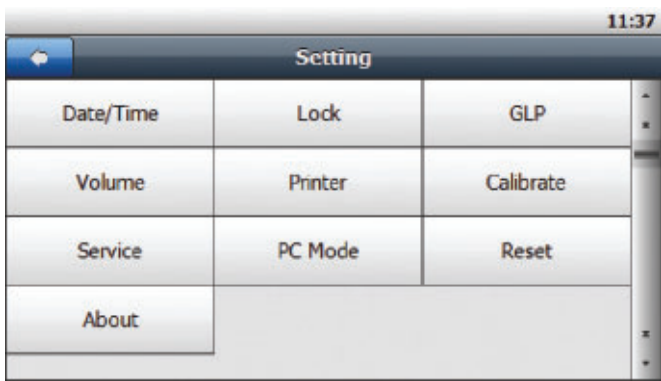 11:37
Setting
Date/Time Lock GLP
Volume Printer Calibrate
Service PC Mode Reset
About